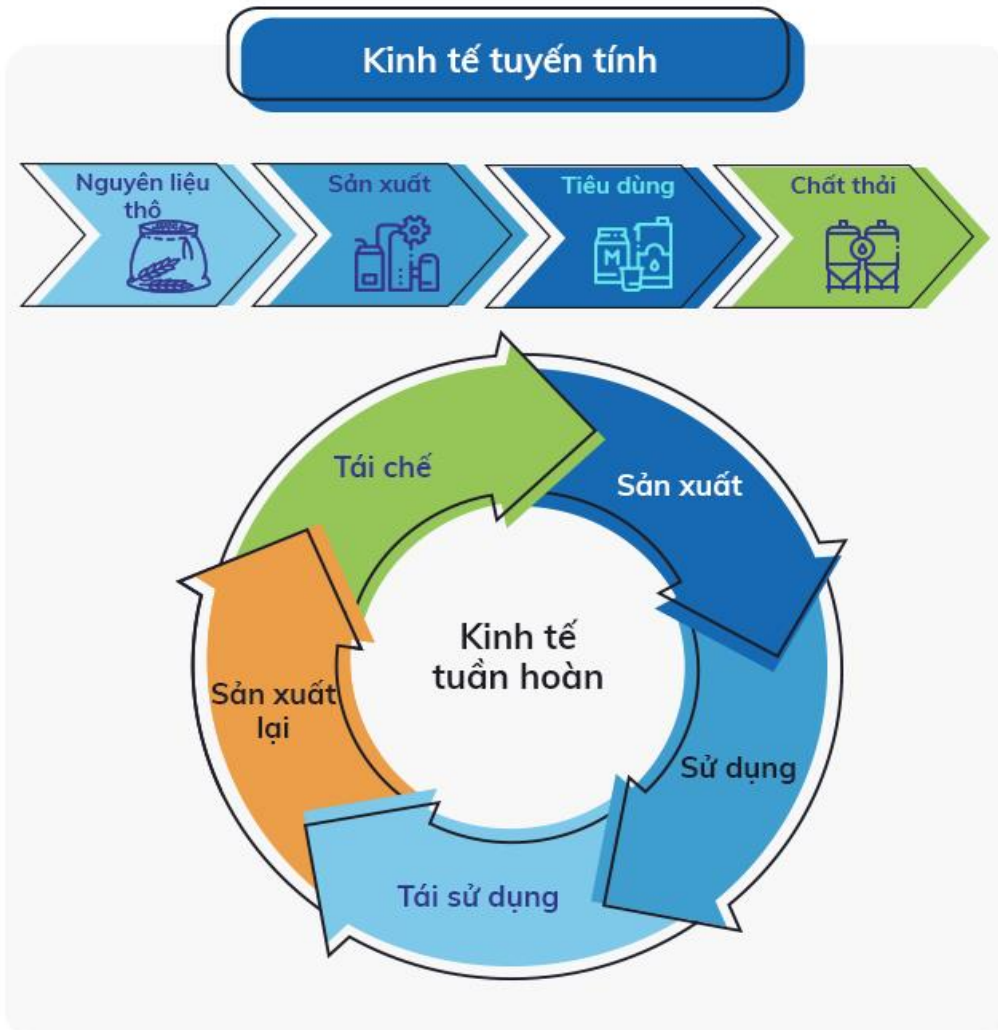 Kinh tế tuyến tính
Nguyên liệu
thô
Sản xuất
Tiêu dùng
Chất thải
M
Tái chế
Sản xuất
Kinh tế
tuần hoàn
Sản xuất
lại
Sử dụng
Tái sử dụng